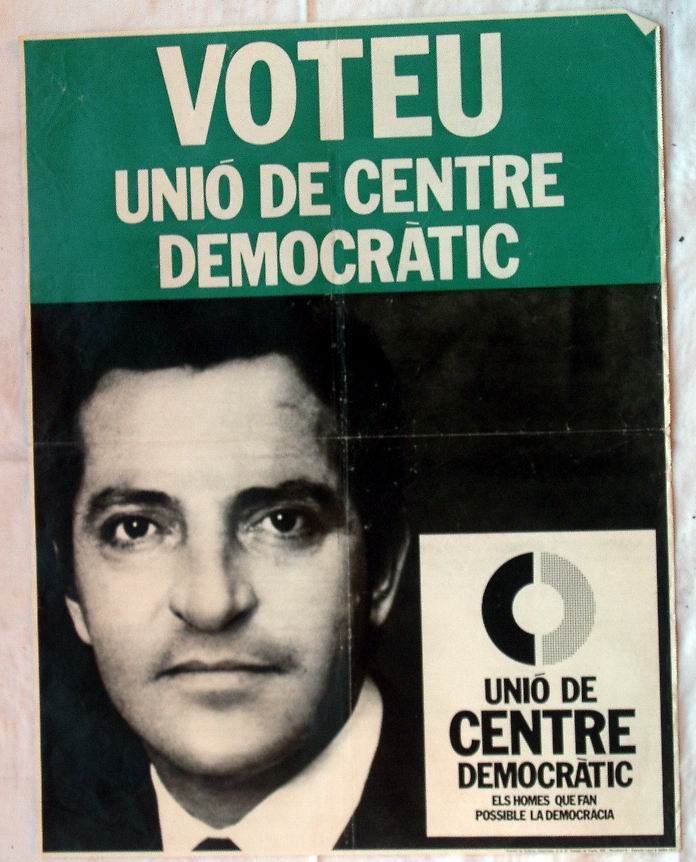 VOTEU
UNIÓ DE CENTRE
DEMOCRÀTIC
UNIÓ DE
CENTRE
DEMOCRÀTIC
ELS HOMES QUE FAN
POSSIBLE LA DEMOCRÀCIA